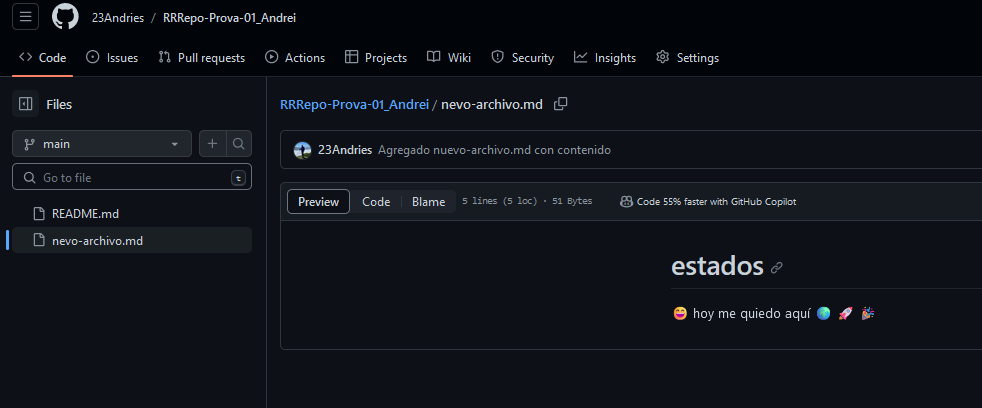 23Andries / RRRepo-Prova-01_Andrei
Code Issues Pull requests Actions Projects Wiki Security Insights Settings
Files
main
Go to file t
README.md
nevo-archivo.md
RRRepo-Prova-01_Andrei / nevo-archivo.md
23Andries Agregado nuevo-archivo.md con contenido
Preview Code Blame 5 lines (5 loc) · 51 Bytes Code 55% faster with GitHub Copilot
estados
😄 hoy me quiedo aquí 🌍 🚀 🎉